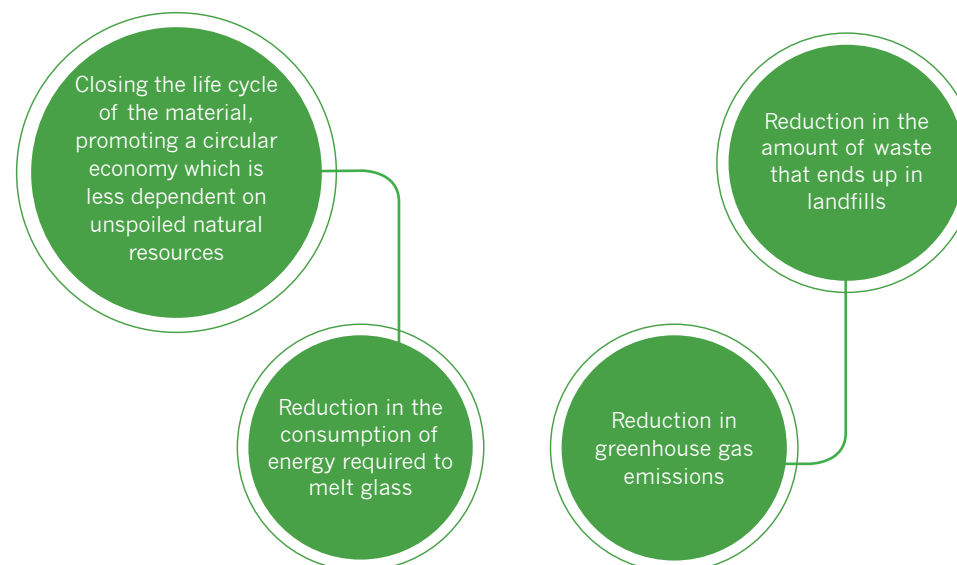 Closing the life cycle
of the material,
promoting a circular
economy which is
less dependent on
unspoiled natural
resources
Reduction in the
amount of waste
that ends up in
landfills
Reduction in the
consumption of
energy required to
melt glass
Reduction in
greenhouse gas
emissions